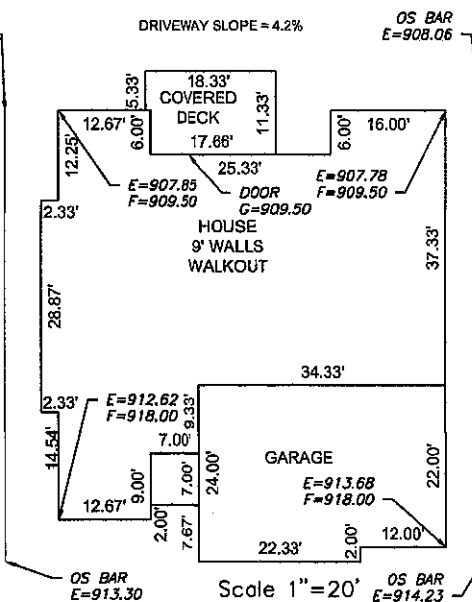 DRIVEWAY SLOPE = 4.2%
OS BAR
E=908.06
18.33'
COVERED
DECK
5.33'
11.33'
12.67'
6.00'
17.66'
6.00'
16.00'
25.33'
12.25'
E=907.85
F=909.50
DOOR
G=909.50
E=907.78
F=909.50
2.33'
HOUSE
9' WALLS
WALKOUT
37.33'
28.87'
34.33'
2.33'
E=912.62
F=918.00
9.33'
14.54'
7.00'
9.00'
7.00'
24.00'
GARAGE
22.00'
E=913.68
F=918.00
12.67'
2.00'
7.67'
22.33'
2.00'
12.00'
OS BAR
E=913.30
Scale 1"=20'
OS BAR
E=914.23